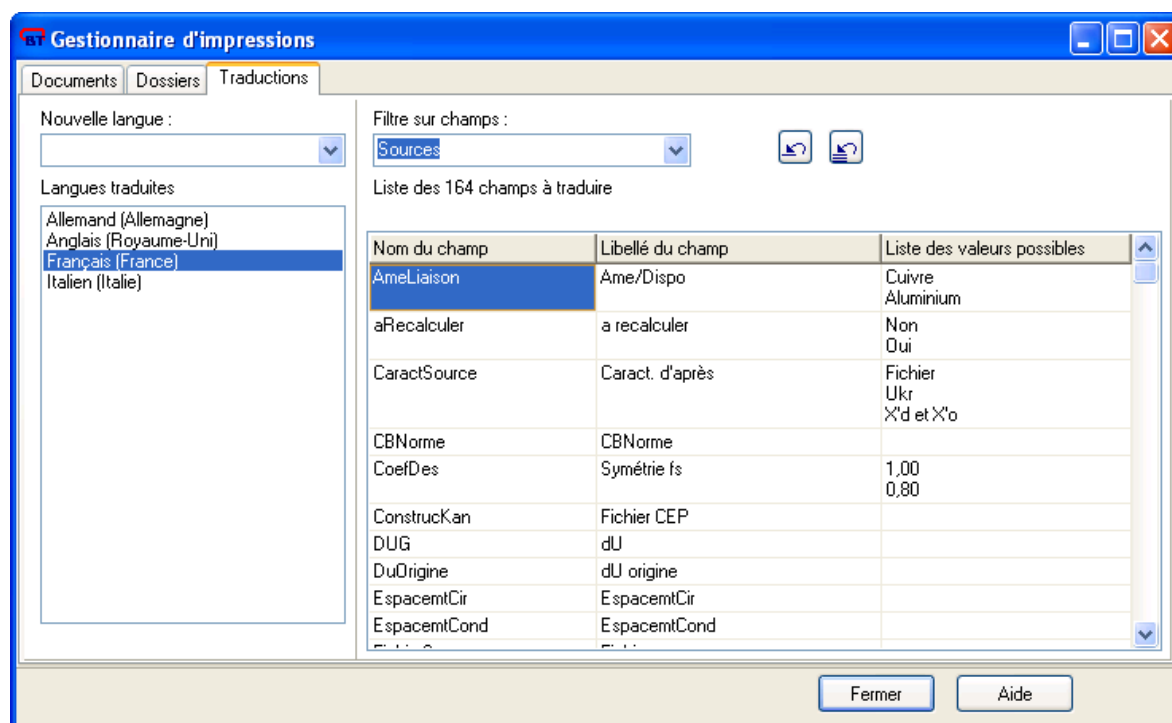 BT Gestionnaire d'impressions
Documents Dossiers Traductions
Nouvelle langue :
Langues traduites
Allemand (Allemagne)
Anglais (Royaume-Uni)
Français (France)
Italien (Italie)
Filtre sur champs :
Sources
Liste des 164 champs à traduire
Nom du champ Libellé du champ Liste des valeurs possibles
AmeLiaison Ame/Dispo Cuivre
Aluminium
aRecalculer a recalculer Non
Oui
CaractSource Caract. d'après Fichier
Ukr
X'd et X'o
CBNorme CBNorme
CoefDes Symétrie fs 1,00
0,80
ConstrucKan Fichier CEP
DUG dU
DuOrigine dU origine
EspacemtCir EspacemtCir
EspacemtCond EspacemtCond
Fermer Aide